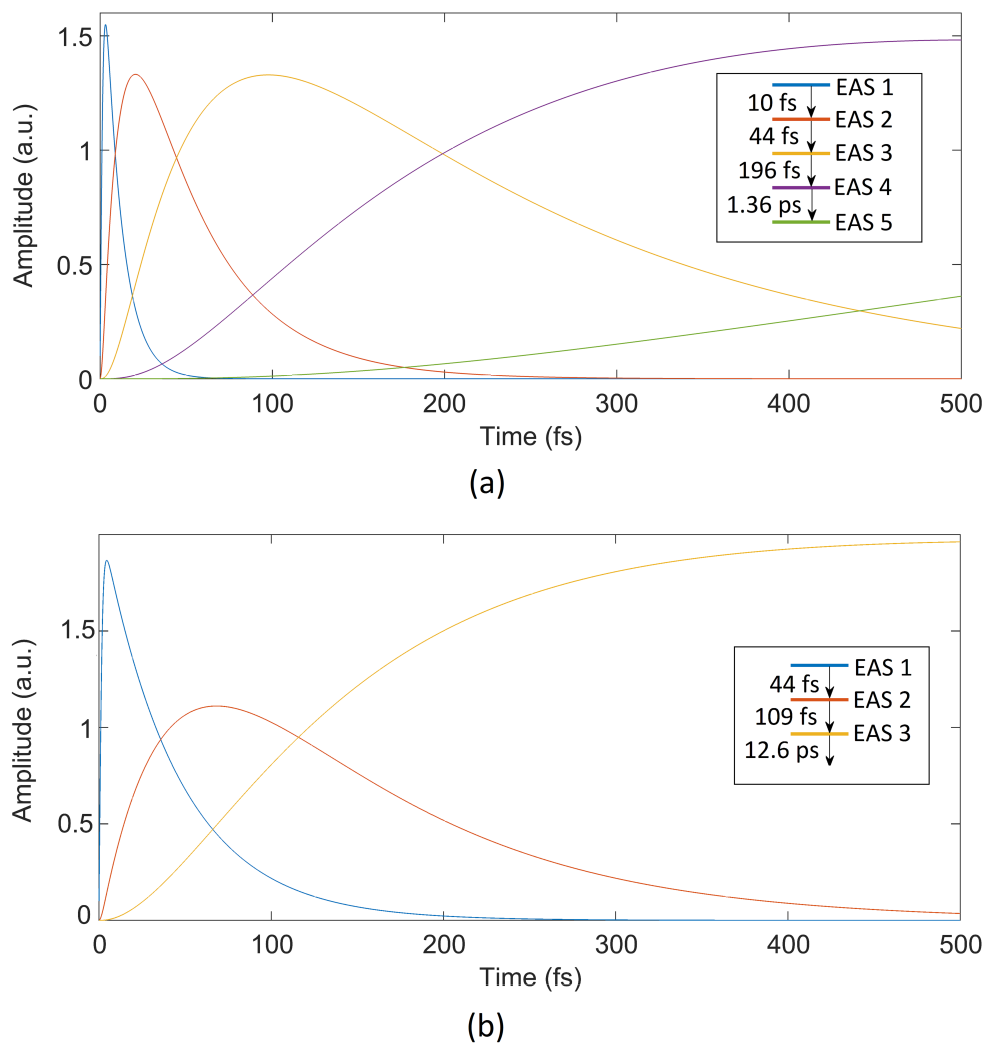 1.5
1
0.5
0
Amplitude (a.u.)
EAS 1
10 fs
EAS 2
44 fs
EAS 3
196 fs
EAS 4
1.36 ps
EAS 5
0 100 200 300 400 500
Time (fs)
(a)
1.5
1
0.5
0
Amplitude (a.u.)
EAS 1
44 fs
EAS 2
109 fs
EAS 3
12.6 ps
0 100 200 300 400 500
Time (fs)
(b)